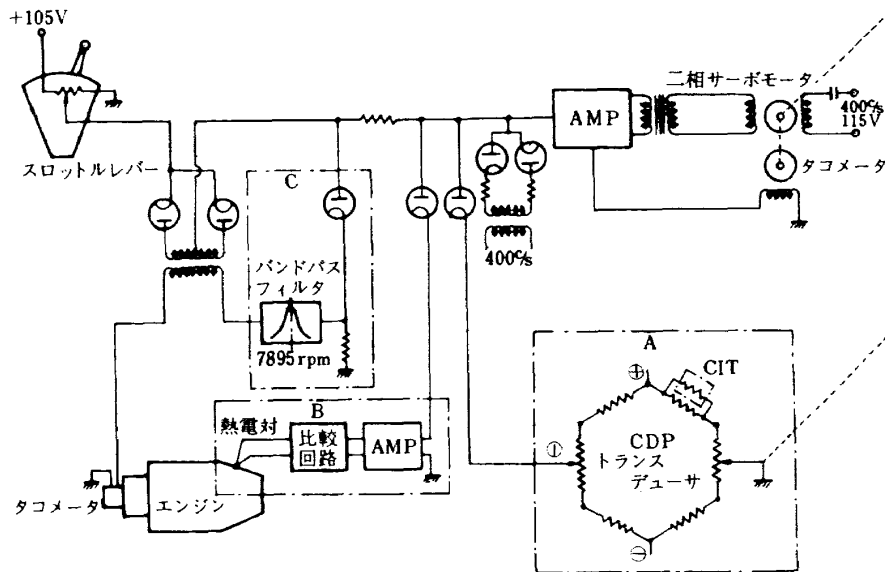 +105V
スロットルレバー
C
バンドパス
フィルタ
7895rpm
B
熱電対
比較
回路
AMP
タコメータ
エンジン
400c/s
AMP
二相サーボモータ
400c/s
115V
タコメータ
A
⊕
CIT
CDP
トランス
デューサ
①
⊖